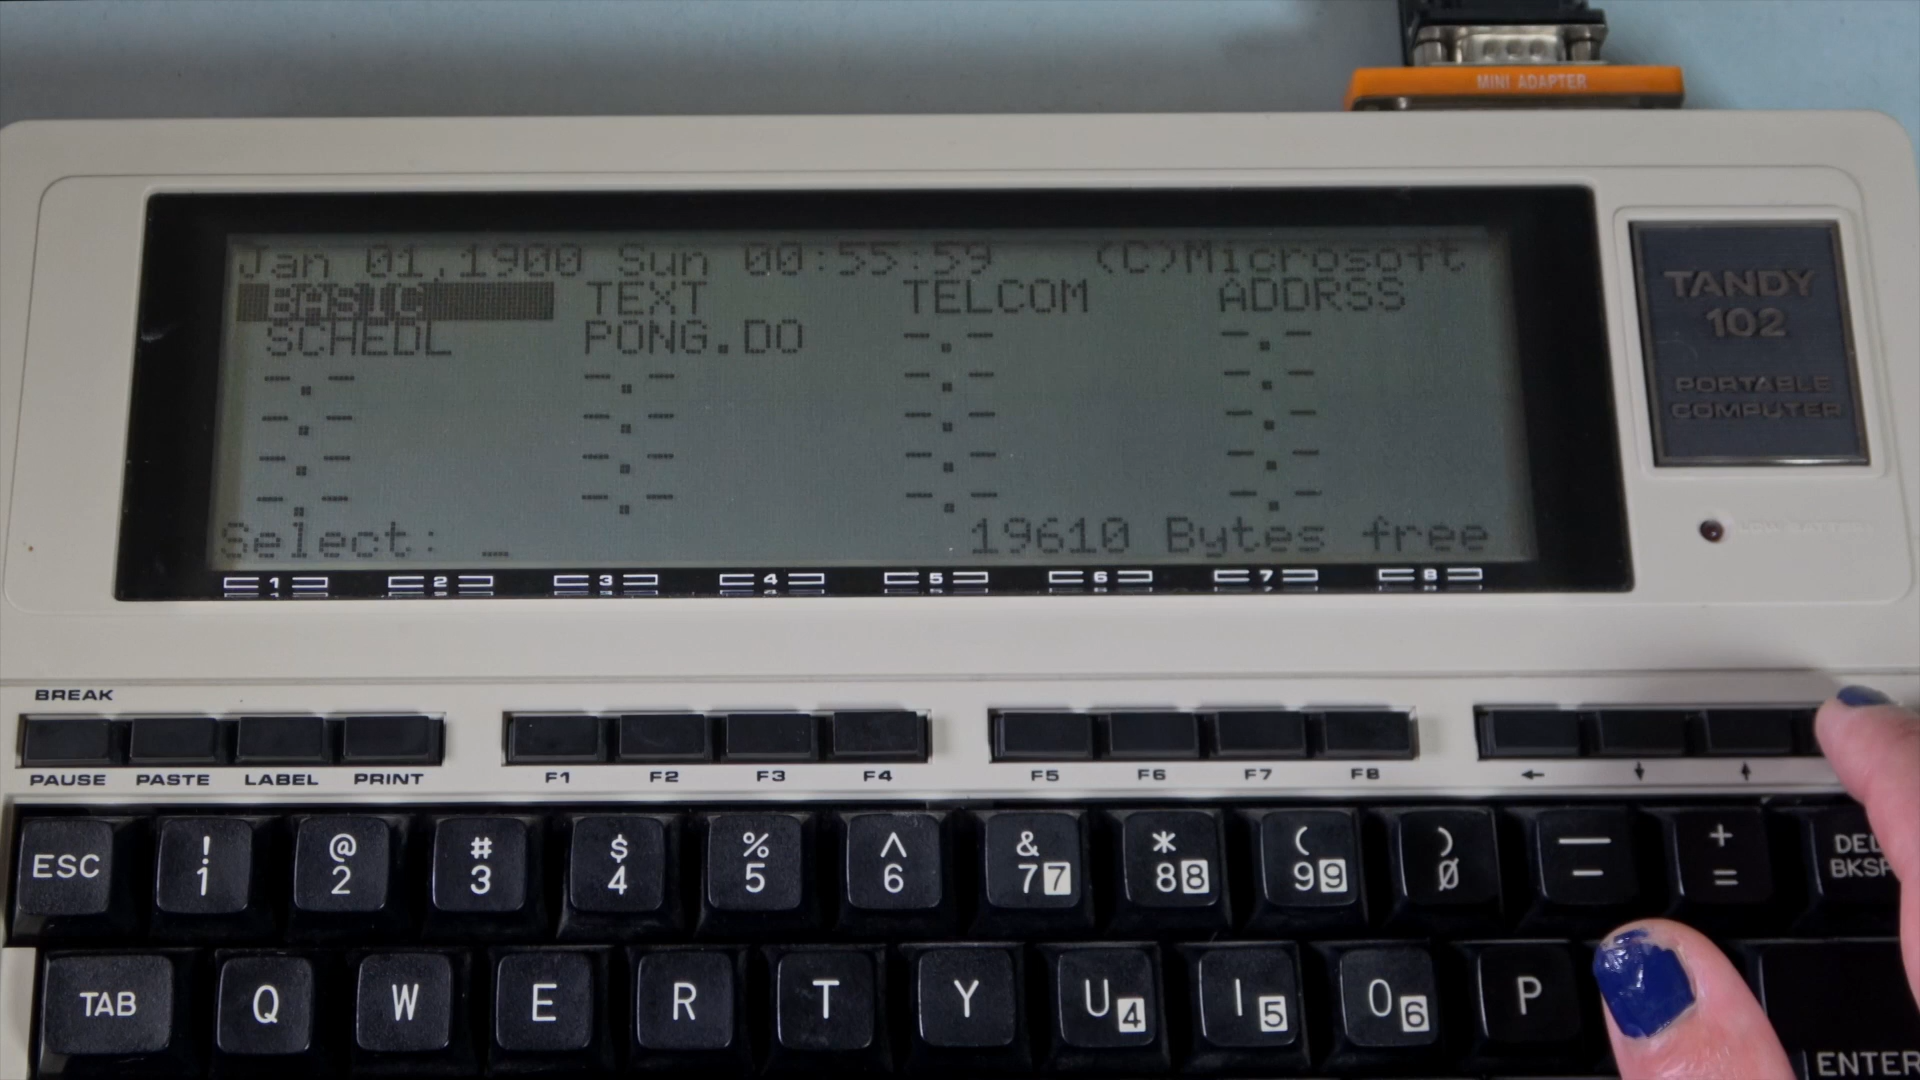 MINI ADAPTER
Jan 01,1900 Sun 00:55:59 (C)Microsoft
BASIC TEXT TELCOM ADDRSS
SCHEDL PONG.DO -.- -.-
-.- -.- -.- -.-
-.- -.- -.- -.-
-.- -.- -.- -.-
-.- -.- -.- -.-
Select: _ 19610 Bytes free
1 2 3 4 5 6 7 8
TANDY
102
PORTABLE
COMPUTER
BREAK
PAUSE PASTE LABEL PRINT F1 F2 F3 F4 F5 F6 F7 F8 ← ↓ ↑
! @ # $ % ^ & * ( ) — + DEL
ESC 1 2 3 4 5 6 7 7 8 8 9 9 0 - = BKSP
TAB Q W E R T Y U 4 I 5 O 6 P
ENTER